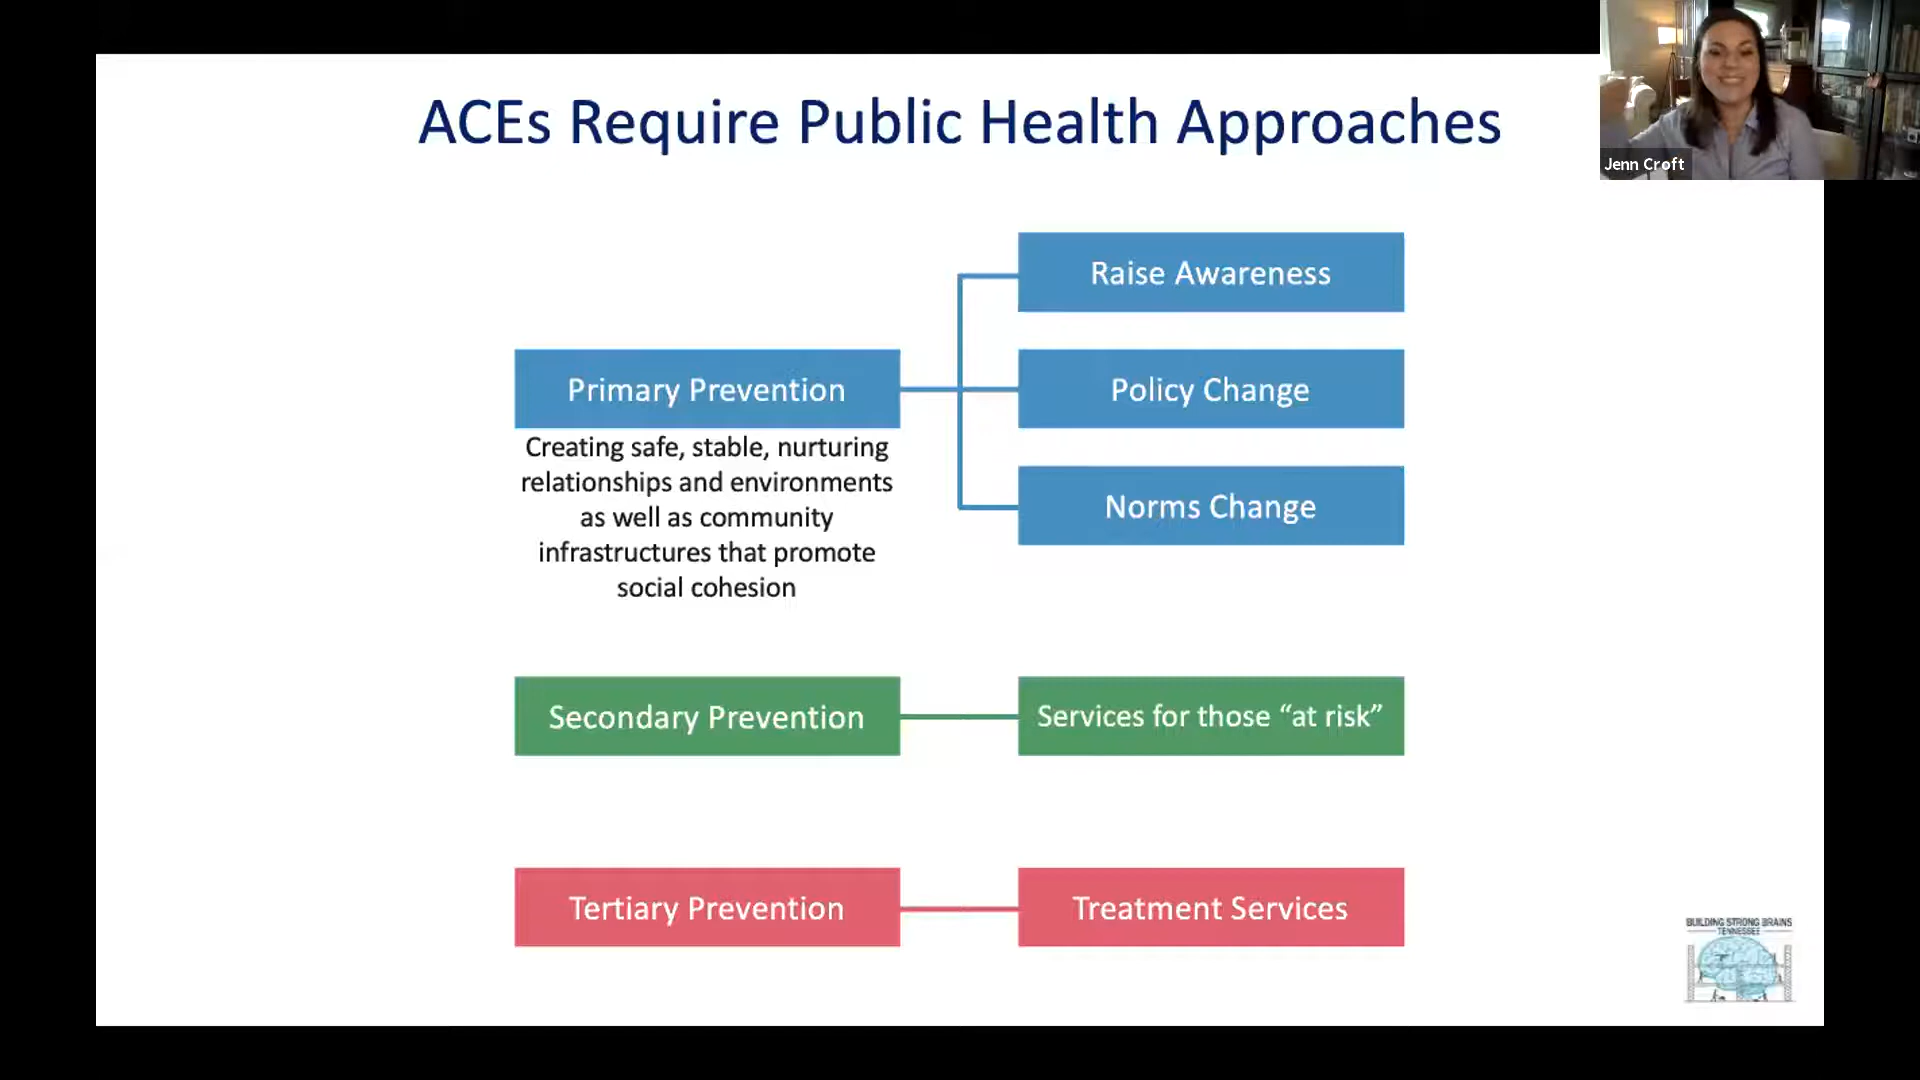 ACEs Require Public Health Approaches
Jenn Croft
Raise Awareness
Primary Prevention
Policy Change
Norms Change
Creating safe, stable, nurturing
relationships and environments
as well as community
infrastructures that promote
social cohesion
Secondary Prevention
Services for those “at risk”
Tertiary Prevention
Treatment Services
BUILDING STRONG BRAINS
TENNESSEE